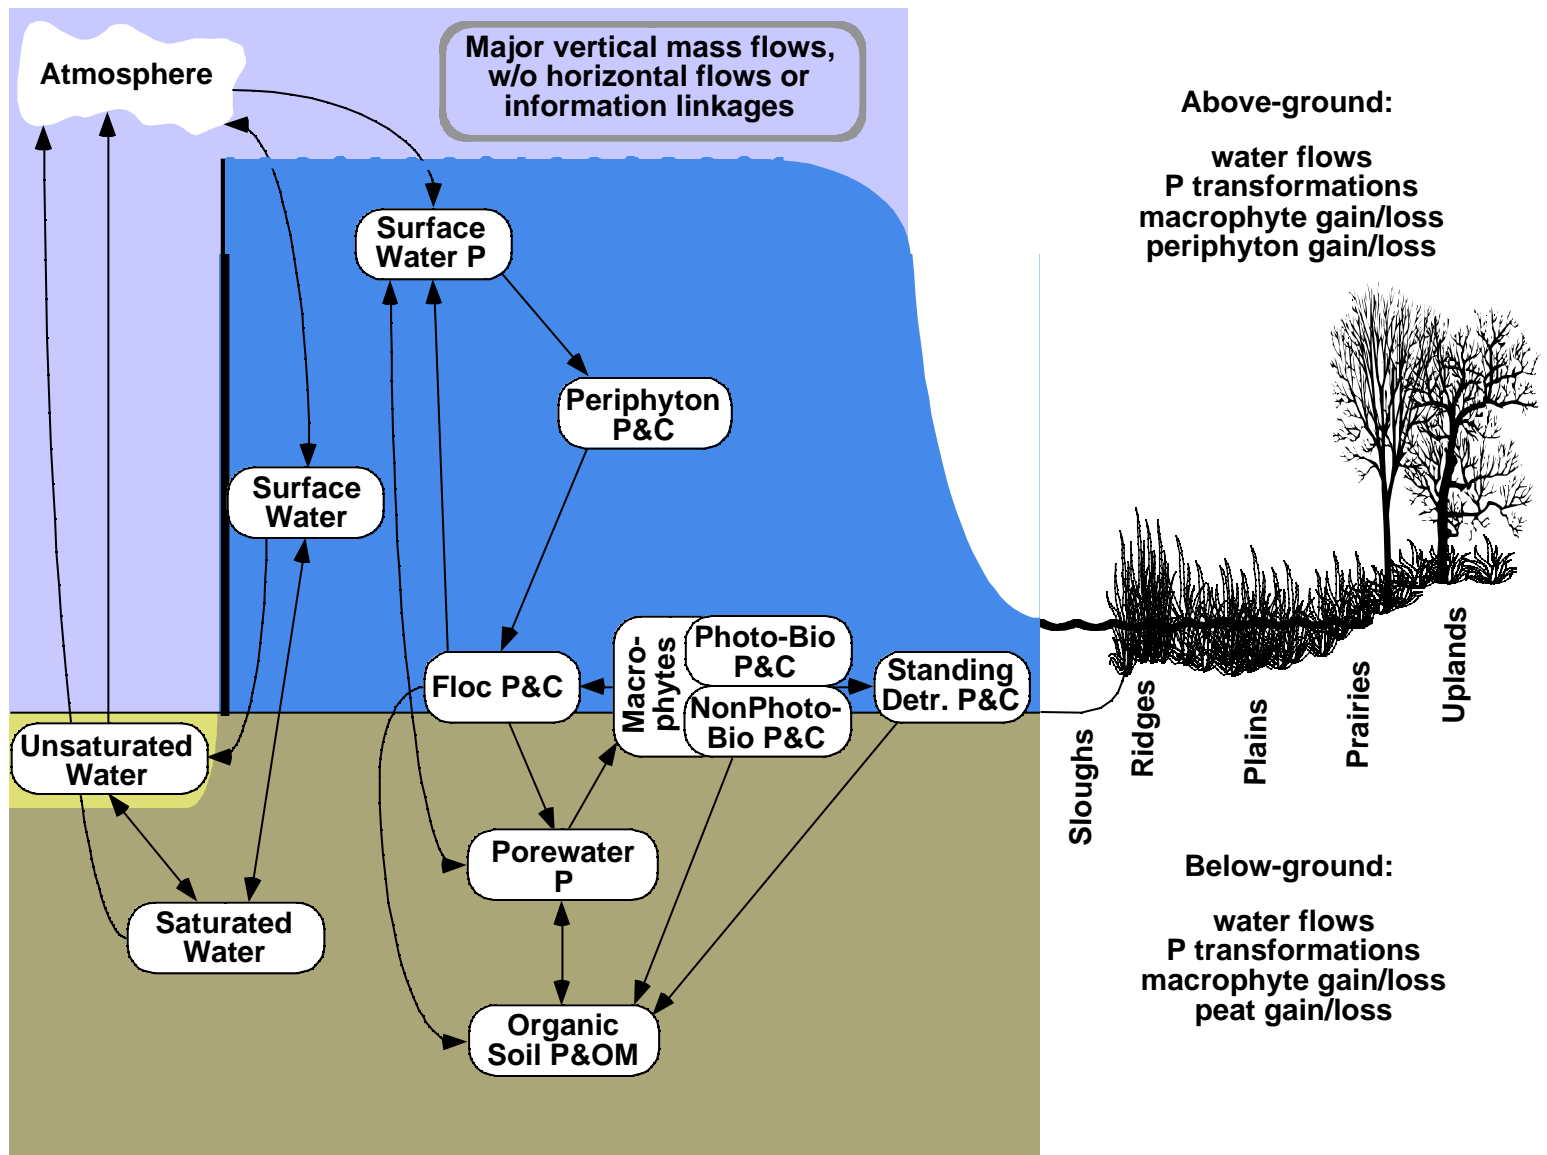 Atmosphere
Major vertical mass flows,
w/o horizontal flows or
information linkages
Above-ground:
water flows
P transformations
macrophyte gain/loss
periphyton gain/loss
Surface
Water P
Periphyton
P&C
Surface
Water
Floc P&C
Macro-
phytes
Photo-Bio
P&C
NonPhoto-
Bio P&C
Standing
Detr. P&C
Unsaturated
Water
Sloughs
Ridges
Plains
Prairies
Uplands
Porewater
P
Saturated
Water
Organic
Soil P&OM
Below-ground:
water flows
P transformations
macrophyte gain/loss
peat gain/loss